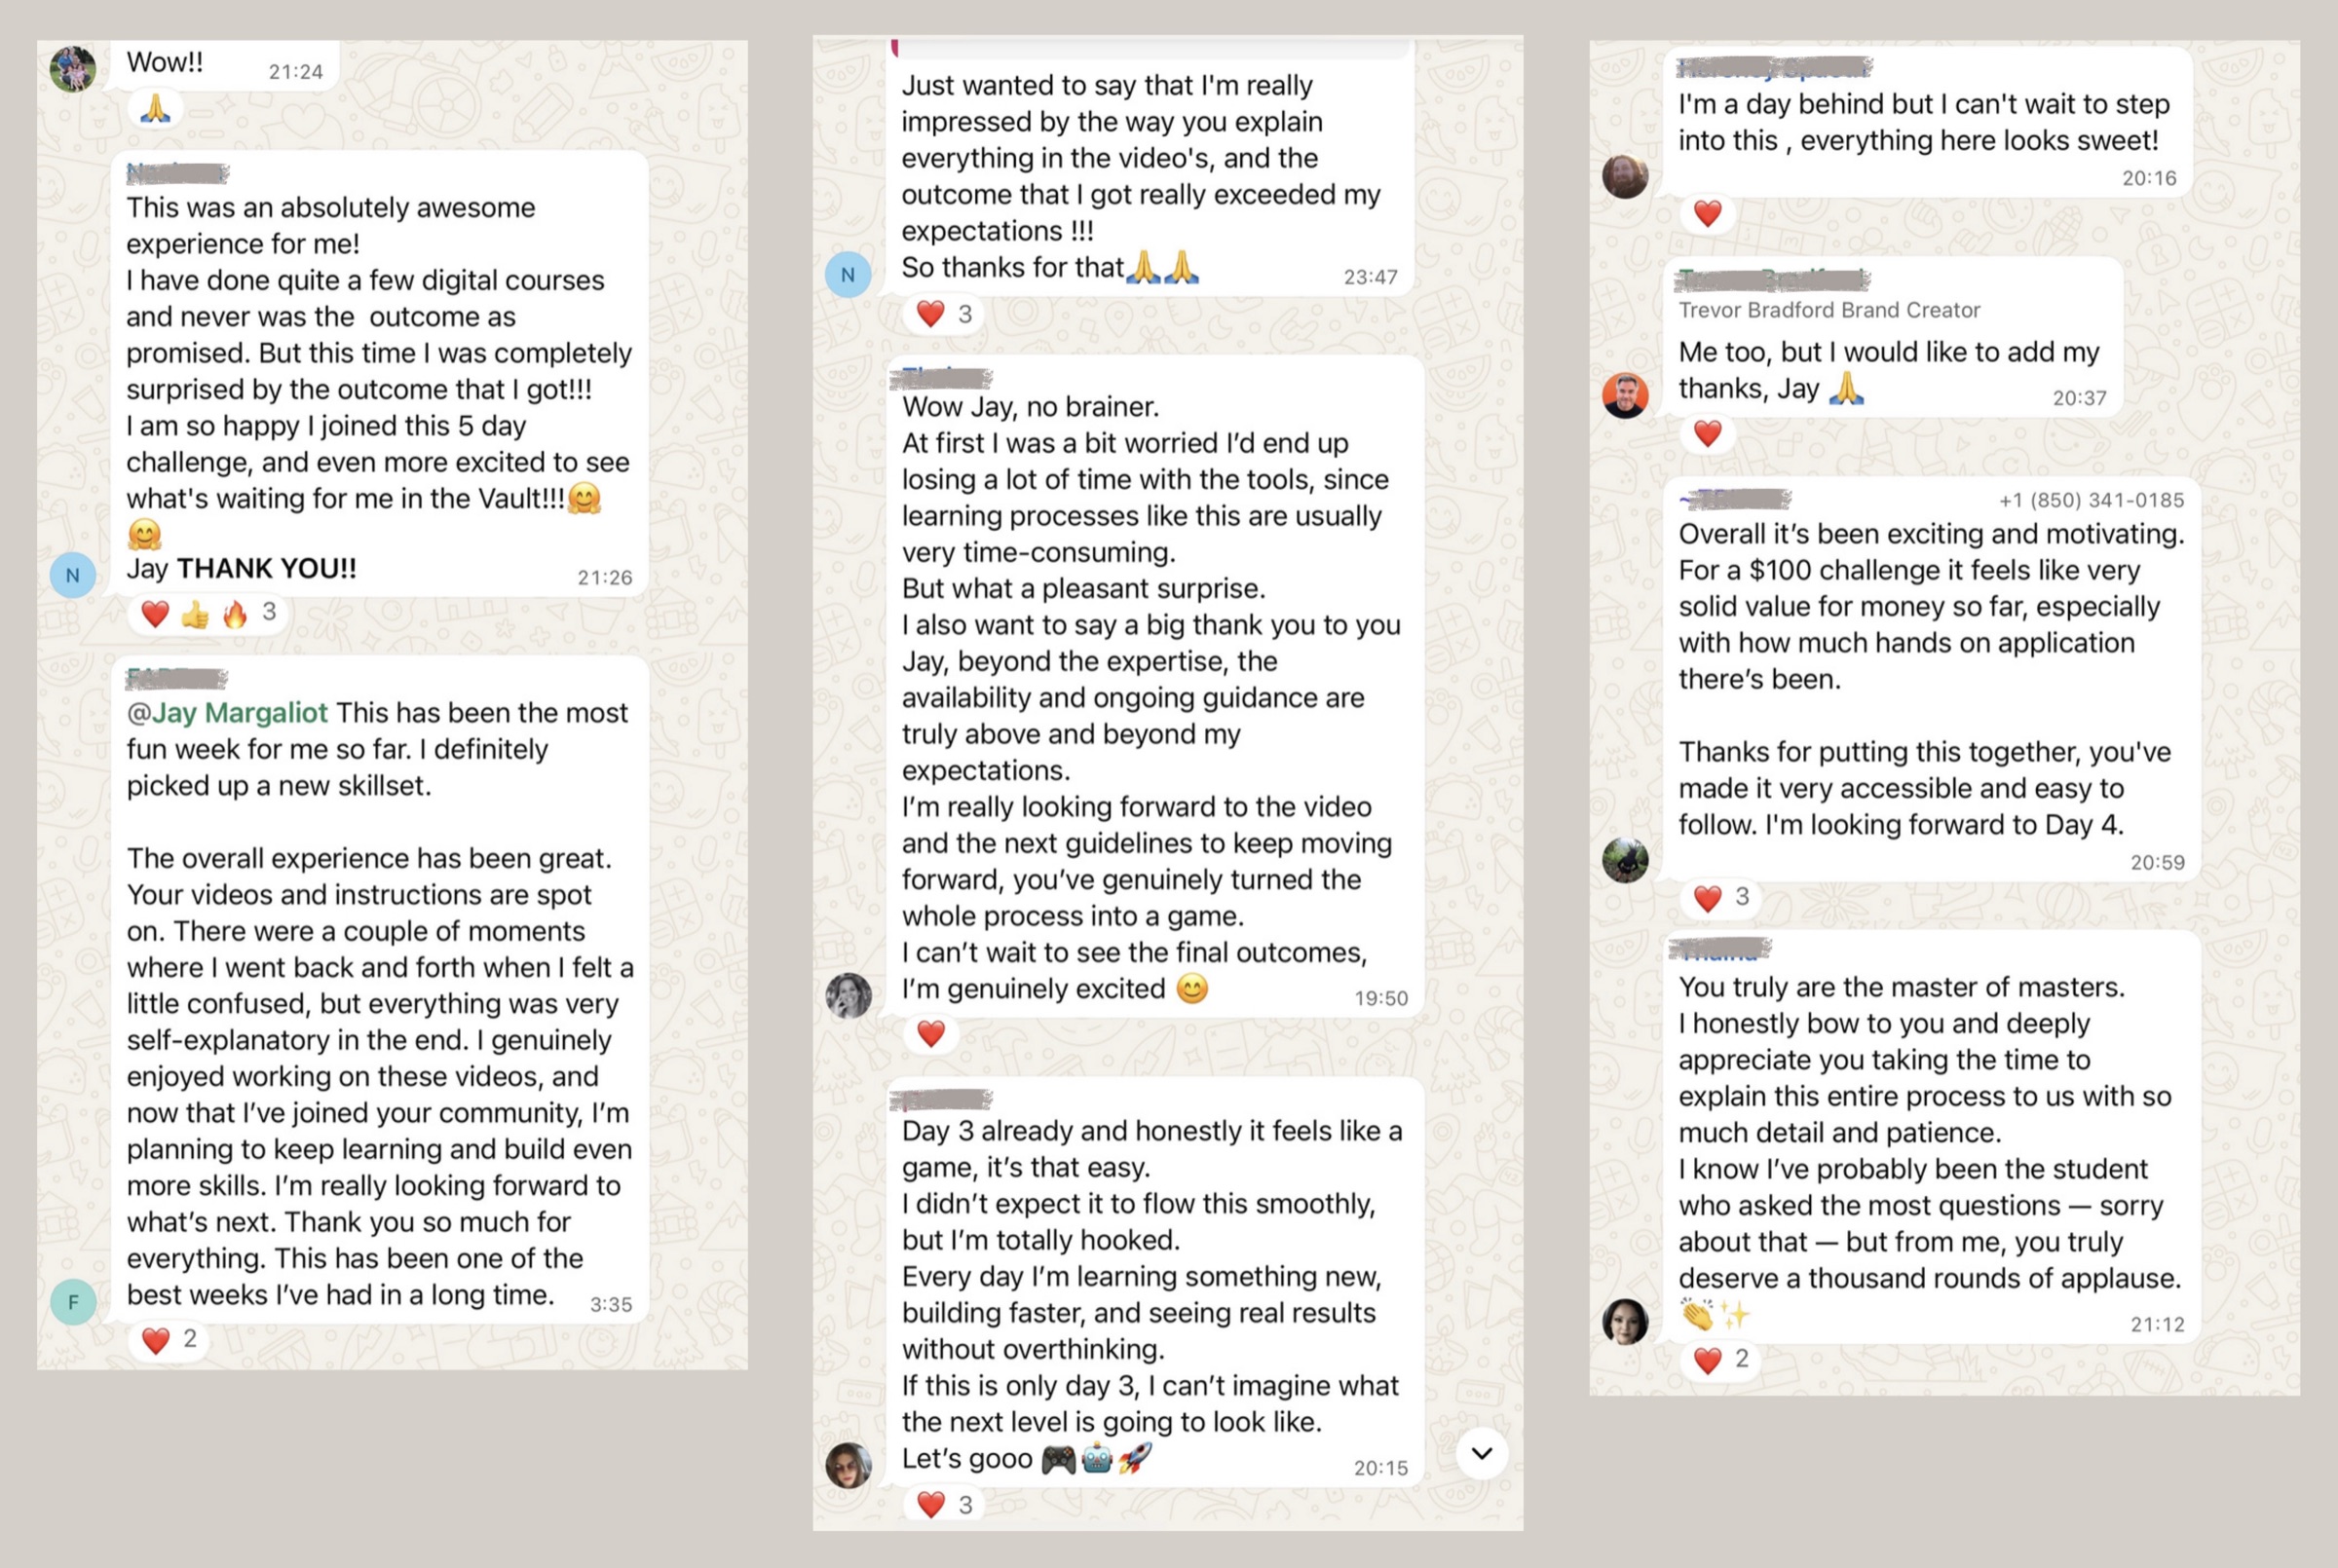 Wow!!
21:24
🙏
This was an absolutely awesome
experience for me!
I have done quite a few digital courses
and never was the  outcome as
promised. But this time I was completely
surprised by the outcome that I got!!!
I am so happy I joined this 5 day
challenge, and even more excited to see
what's waiting for me in the Vault!!!🤗
🤗
N
Jay THANK YOU!!
21:26
❤️ 👍 🔥 3
@Jay Margaliot This has been the most
fun week for me so far. I definitely
picked up a new skillset.
The overall experience has been great.
Your videos and instructions are spot
on. There were a couple of moments
where I went back and forth when I felt a
little confused, but everything was very
self-explanatory in the end. I genuinely
enjoyed working on these videos, and
now that I’ve joined your community, I’m
planning to keep learning and build even
more skills. I’m really looking forward to
what’s next. Thank you so much for
everything. This has been one of the
best weeks I’ve had in a long time.
3:35
F
❤️ 2
Just wanted to say that I'm really
impressed by the way you explain
everything in the video's, and the
outcome that I got really exceeded my
expectations !!!
So thanks for that🙏🙏
23:47
N
❤️ 3
Wow Jay, no brainer.
At first I was a bit worried I’d end up
losing a lot of time with the tools, since
learning processes like this are usually
very time-consuming.
But what a pleasant surprise.
I also want to say a big thank you to you
Jay, beyond the expertise, the
availability and ongoing guidance are
truly above and beyond my
expectations.
I’m really looking forward to the video
and the next guidelines to keep moving
forward, you’ve genuinely turned the
whole process into a game.
I can’t wait to see the final outcomes,
I’m genuinely excited 😊
19:50
❤️
Day 3 already and honestly it feels like a
game, it’s that easy.
I didn’t expect it to flow this smoothly,
but I’m totally hooked.
Every day I’m learning something new,
building faster, and seeing real results
without overthinking.
If this is only day 3, I can’t imagine what
the next level is going to look like.
Let’s gooo 🎮🤖🚀
20:15
❤️ 3
I'm a day behind but I can't wait to step
into this , everything here looks sweet!
20:16
❤️
Trevor Bradford Brand Creator
Me too, but I would like to add my
thanks, Jay 🙏
20:37
❤️
+1 (850) 341-0185
Overall it’s been exciting and motivating.
For a $100 challenge it feels like very
solid value for money so far, especially
with how much hands on application
there’s been.
Thanks for putting this together, you've
made it very accessible and easy to
follow. I'm looking forward to Day 4.
20:59
❤️ 3
You truly are the master of masters.
I honestly bow to you and deeply
appreciate you taking the time to
explain this entire process to us with so
much detail and patience.
I know I’ve probably been the student
who asked the most questions — sorry
about that — but from me, you truly
deserve a thousand rounds of applause.
👏✨
21:12
❤️ 2